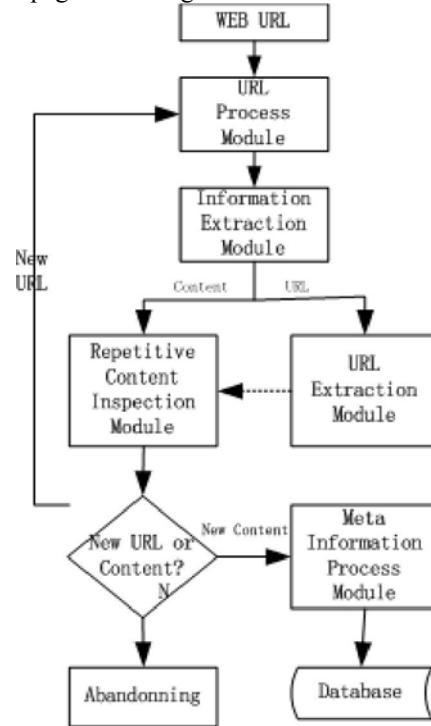 WEB URL
URL
Process
Module
Information
Extraction
Module
New
URL
Content
URL
Repetitive
Content
Inspection
Module
URL
Extraction
Module
New URL or
Content?
N
New Content
Meta
Information
Process
Module
Abandonning
Database